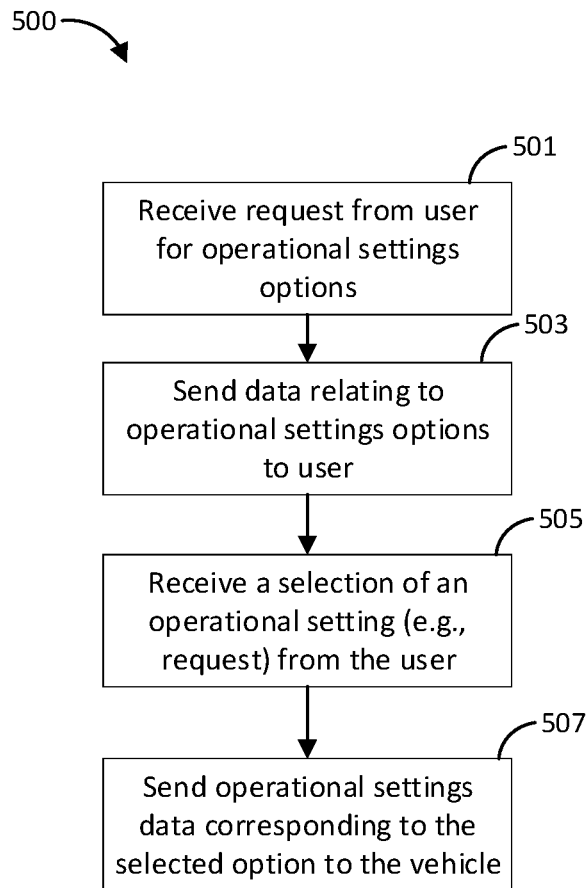 500
501
Receive request from user
for operational settings
options
503
Send data relating to
operational settings options
to user
505
Receive a selection of an
operational setting (e.g.,
request) from the user
507
Send operational settings
data corresponding to the
selected option to the vehicle